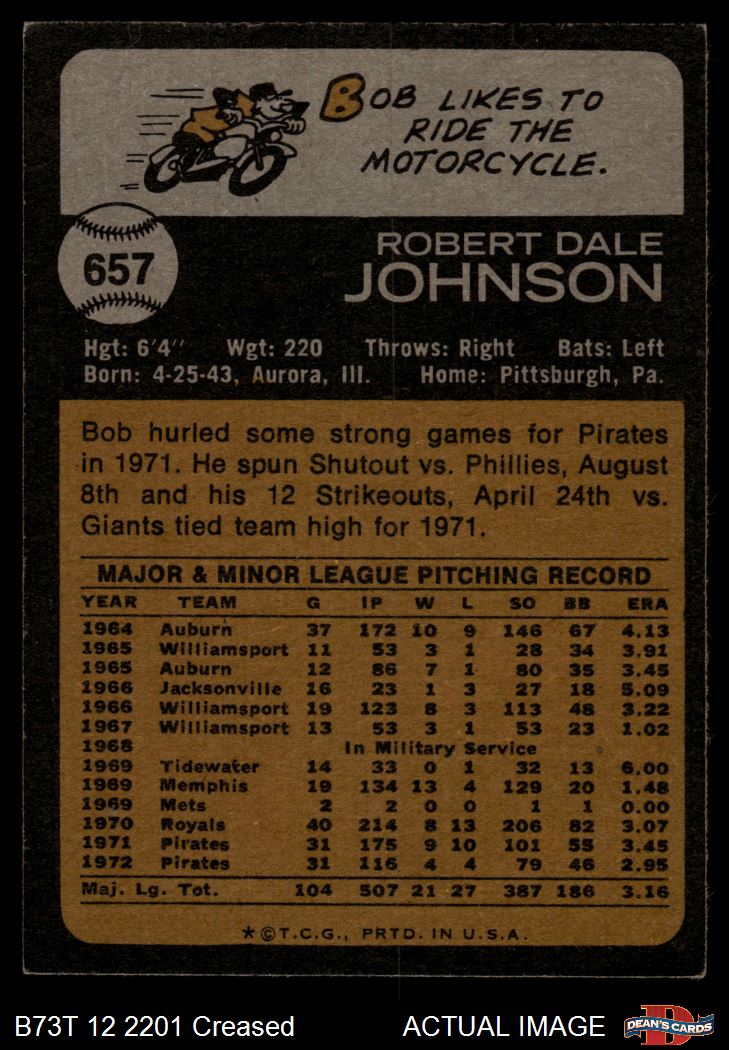 BOB LIKES TO
RIDE THE
MOTORCYCLE.
657
ROBERT DALE
JOHNSON
Hgt: 6'4" Wgt: 220 Throws: Right Bats: Left
Born: 4-25-43, Aurora, Ill. Home: Pittsburgh, Pa.
Bob hurled some strong games for Pirates
in 1971. He spun Shutout vs. Phillies, August
8th and his 12 Strikeouts, April 24th vs.
Giants tied team high for 1971.
MAJOR & MINOR LEAGUE PITCHING RECORD
YEAR TEAM G IP W L SO BB ERA
1964 Auburn 37 172 10 9 146 67 4.13
1965 Williamsport 11 53 3 1 28 34 3.91
1965 Auburn 12 86 7 1 80 35 3.45
1966 Jacksonville 16 23 1 3 27 18 5.09
1966 Williamsport 19 123 8 3 113 48 3.22
1967 Williamsport 13 53 3 1 53 23 1.02
1968 In Military Service
1969 Tidewater 14 33 0 1 32 13 6.00
1969 Memphis 19 134 13 4 129 20 1.48
1969 Mets 2 2 0 0 1 1 0.00
1970 Royals 40 214 8 13 206 82 3.07
1971 Pirates 31 175 9 10 101 55 3.45
1972 Pirates 31 116 4 4 79 46 2.95
Maj. Lg. Tot. 104 507 21 27 387 186 3.16
*©T.C.G., PRTD. IN U.S.A.
B73T 12 2201 Creased ACTUAL IMAGE DEAN'S CARDS